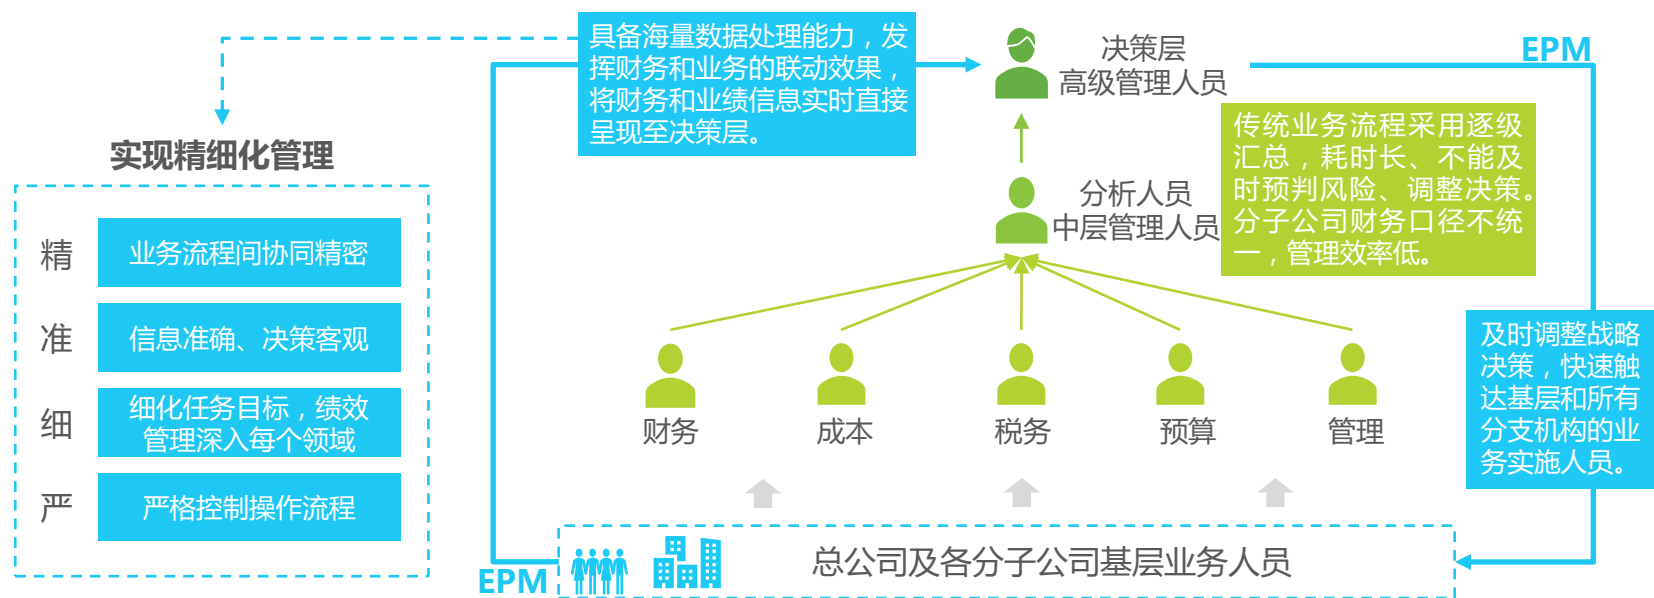 实现精细化管理
精
业务流程间协同精密
准
信息准确、决策客观
细
细化任务目标，绩效
管理深入每个领域
严
严格控制操作流程
具备海量数据处理能力，发
挥财务和业务的联动效果，
将财务和业绩信息实时直接
呈现至决策层。
决策层
高级管理人员
EPM
传统业务流程采用逐级
汇总，耗时长、不能及
时预判风险、调整决策。
分子公司财务口径不统
一，管理效率低。
分析人员
中层管理人员
及时调整战略
决策，快速触
达基层和所有
分支机构的业
务实施人员。
财务
成本
税务
预算
管理
EPM
总公司及各分子公司基层业务人员